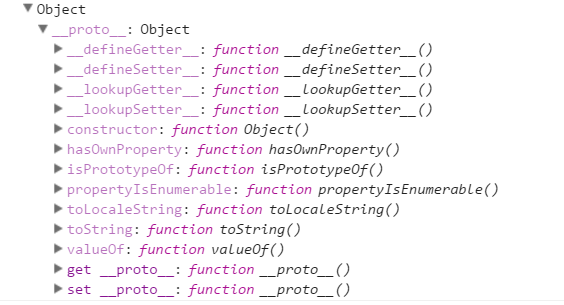 Object
__proto__: Object
__defineGetter__: function __defineGetter__()
__defineSetter__: function __defineSetter__()
__lookupGetter__: function __lookupGetter__()
__lookupSetter__: function __lookupSetter__()
constructor: function Object()
hasOwnProperty: function hasOwnProperty()
isPrototypeOf: function isPrototypeOf()
propertyIsEnumerable: function propertyIsEnumerable()
toLocaleString: function toLocaleString()
toString: function toString()
valueOf: function valueOf()
get __proto__: function __proto__()
set __proto__: function __proto__()